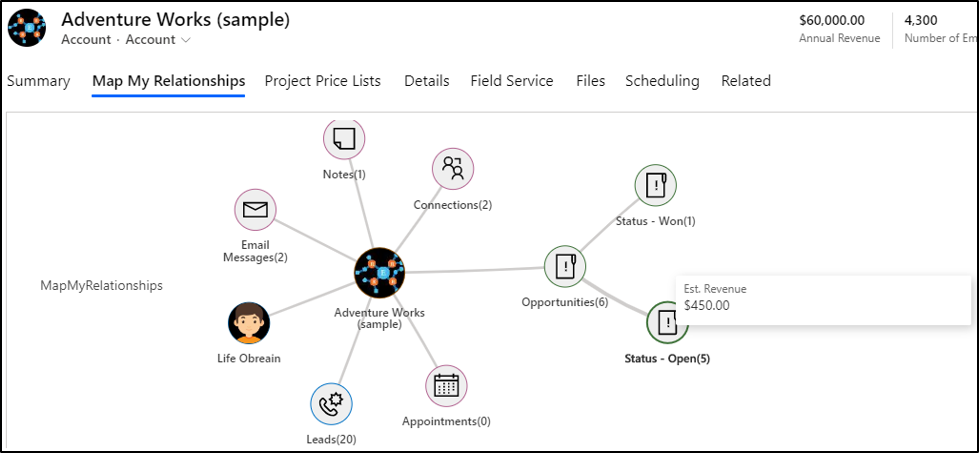 Adventure Works (sample)
Account · Account
$60,000.00
Annual Revenue
4,300
Number of Em
Summary
Map My Relationships
Project Price Lists
Details
Field Service
Files
Scheduling
Related
Notes(1)
Connections(2)
Status - Won(1)
Email
Messages(2)
MapMyRelationships
Adventure Works
(sample)
Opportunities(6)
Est. Revenue
$450.00
Life Obreain
Status - Open(5)
Appointments(0)
Leads(20)